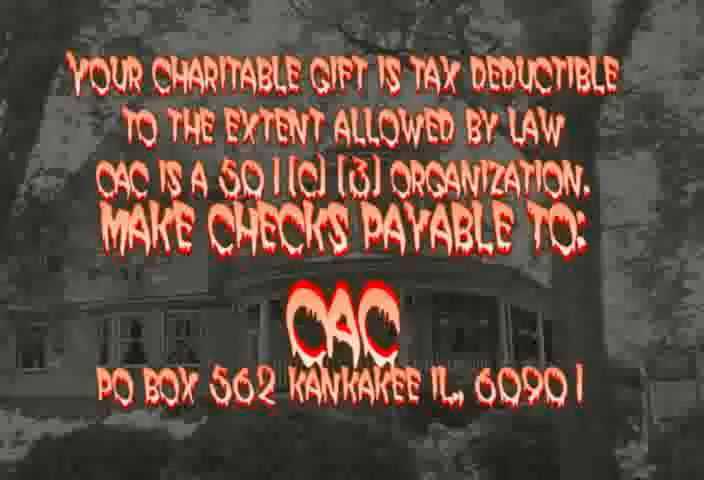 YOUR CHARITABLE GIFT IS TAX DEDUCTIBLE
TO THE EXTENT ALLOWED BY LAW
CAC IS A 501(C) (3) ORGANIZATION.
MAKE CHECKS PAYABLE TO:
CAC
PO BOX 562 KANKAKEE IL, 60901